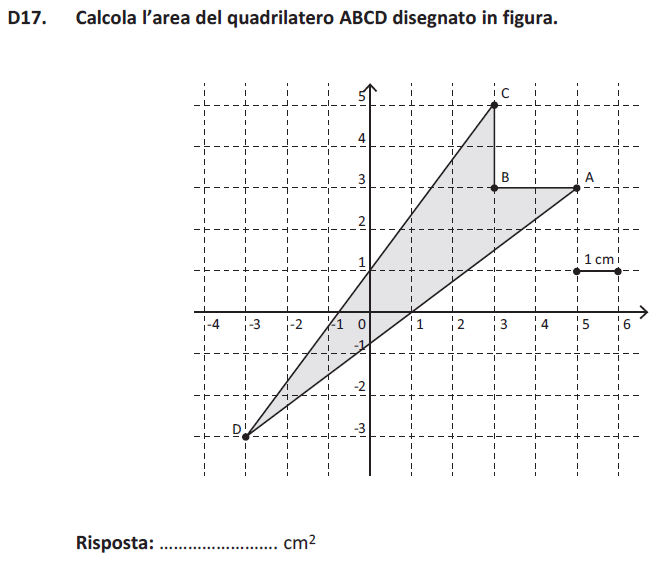 D17. Calcola l’area del quadrilatero ABCD disegnato in figura.
5
C
4
3
B
A
2
1
1 cm
-4 -3 -2 -1 0 1 2 3 4 5 6
-1
-2
D
-3
Risposta: ......................... cm²